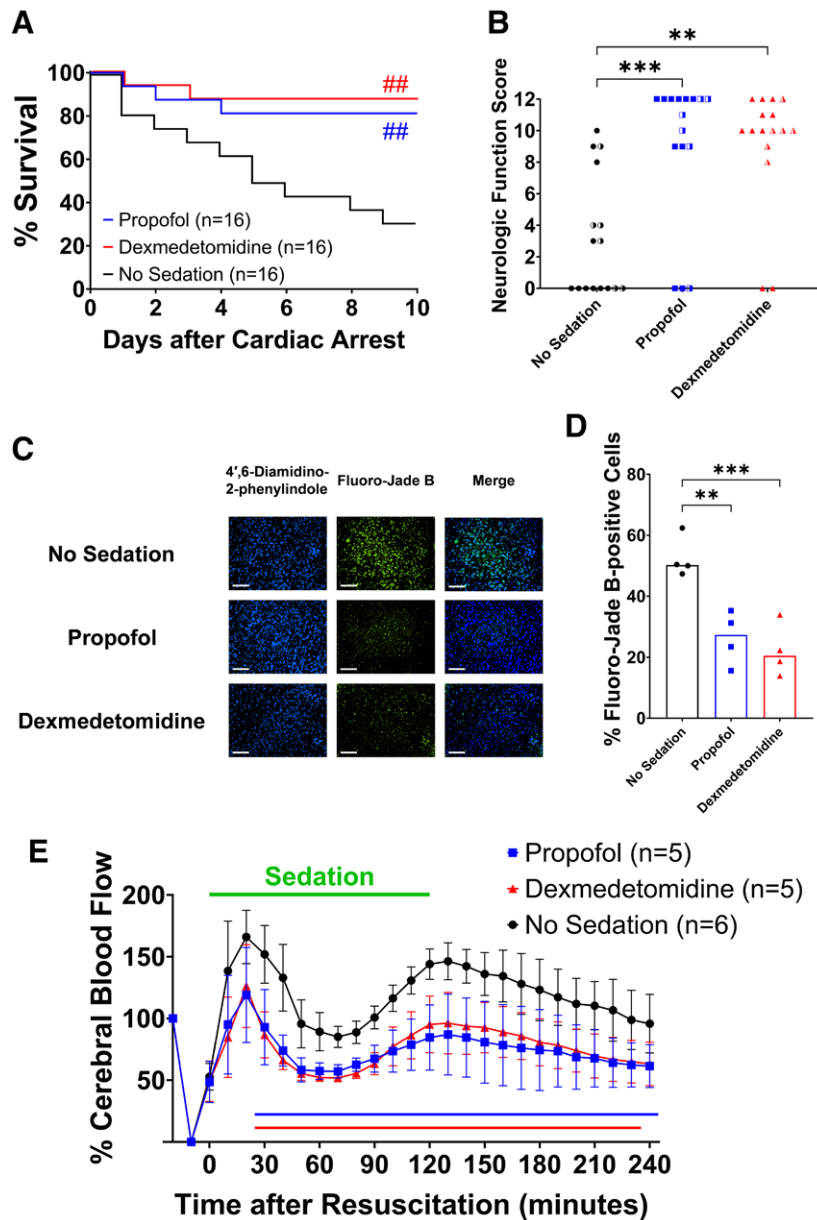 A
% Survival
100
80
60
40
20
0
##
##
Propofol (n=16)
Dexmedetomidine (n=16)
No Sedation (n=16)
0 2 4 6 8 10
Days after Cardiac Arrest
B
Neurologic Function Score
**
***
12
10
8
6
4
2
0
No Sedation
Propofol
Dexmedetomidine
C
4′,6-Diamidino-
2-phenylindole
Fluoro-Jade B
Merge
No Sedation
Propofol
Dexmedetomidine
D
% Fluoro-Jade B-positive Cells
80
60
40
20
0
***
**
No Sedation
Propofol
Dexmedetomidine
E
% Cerebral Blood Flow
Propofol (n=5)
Dexmedetomidine (n=5)
No Sedation (n=6)
Sedation
200
150
100
50
0 30 60 90 120 150 180 210 240
Time after Resuscitation (minutes)